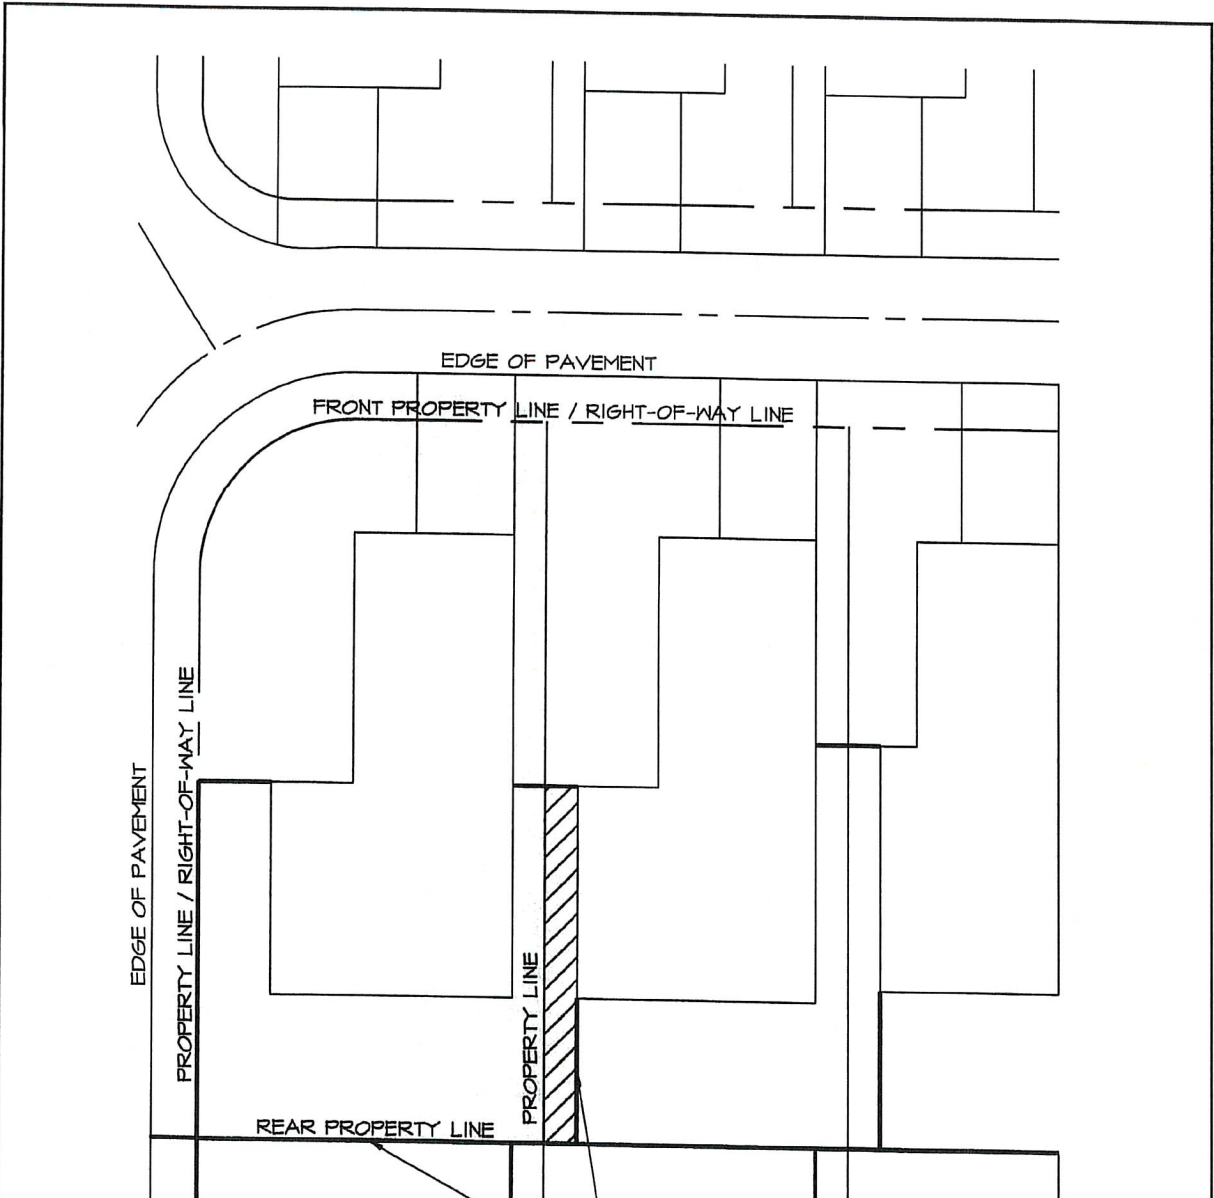 EDGE OF PAVEMENT
FRONT PROPERTY LINE / RIGHT-OF-WAY LINE
PROPERTY LINE / RIGHT-OF-WAY LINE
EDGE OF PAVEMENT
PROPERTY LINE
REAR PROPERTY LINE